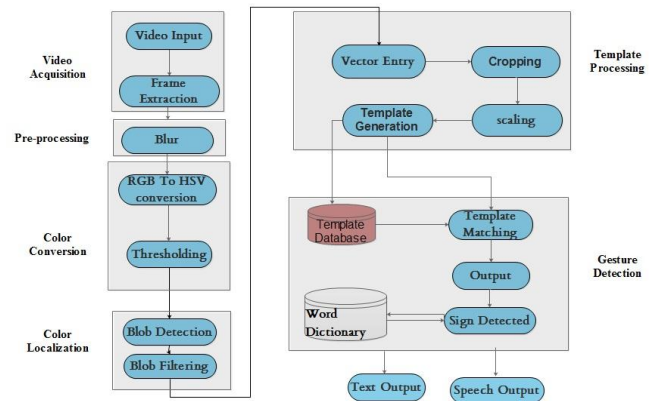 Video
Acquisition
Video Input
Frame
Extraction
Pre-processing
Blur
Color
Conversion
RGB To HSV
conversion
Thresholding
Color
Localization
Blob Detection
Blob Filtering
Template
Processing
Vector Entry
Cropping
scaling
Template
Generation
Gesture
Detection
Template
Database
Template
Matching
Output
Word
Dictionary
Sign Detected
Text Output
Speech Output